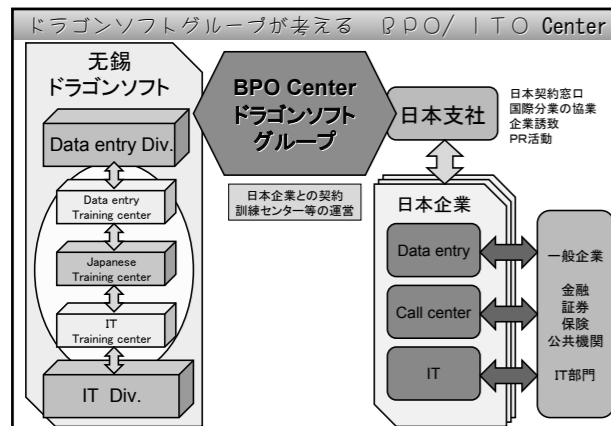 ドラゴンソフトグループが考える　ＢＰＯ/ＩＴＯ Center
无锡
ドラゴンソフト
Data entry Div.
Data entry
Training center
Japanese
Training center
IT
Training center
IT Div.
BPO Center
ドラゴンソフト
グループ
日本企業との契約
訓練センター等の運営
日本支社
日本契約窓口
国際分業の協業
企業誘致
PR活動
日本企業
Data entry
Call center
IT
一般企業
金融
証券
保険
公共機関
IT部門